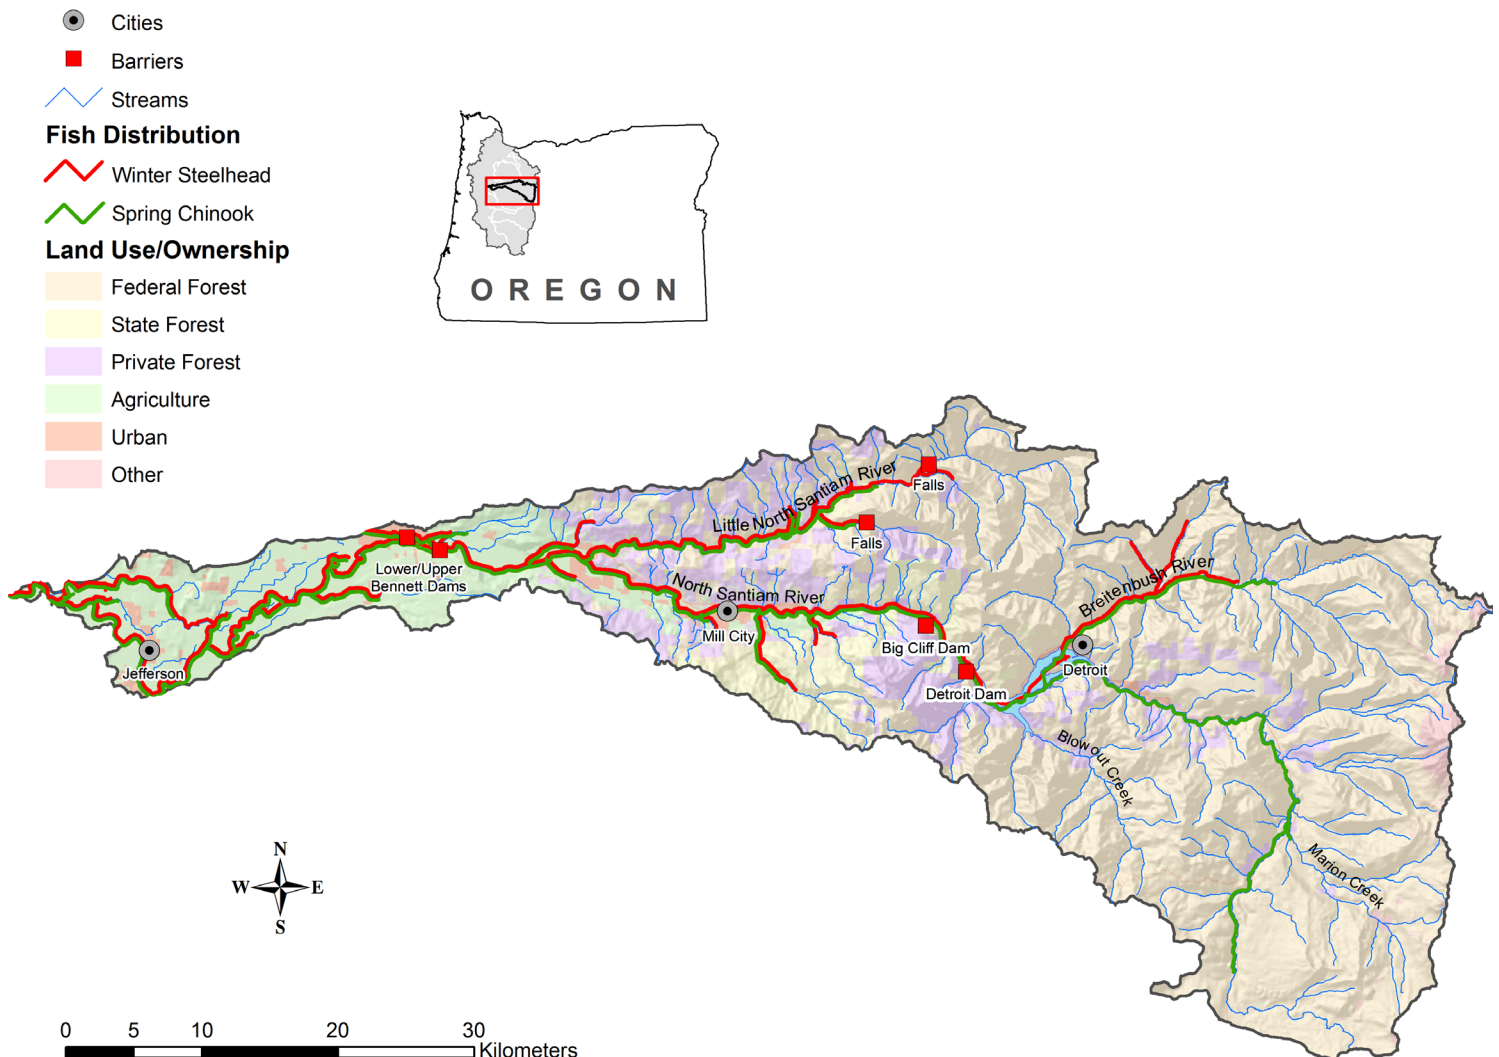 Cities
Barriers
Streams
Fish Distribution
Winter Steelhead
Spring Chinook
Land Use/Ownership
Federal Forest
State Forest
Private Forest
Agriculture
Urban
Other
OREGON
Little North Santiam River
Falls
Falls
Lower/Upper
Bennett Dams
North Santiam River
Breitenbush River
Mill City
Big Cliff Dam
Detroit
Jefferson
Detroit Dam
Blowout Creek
Marion Creek
N
W E
S
0 5 10 20 30
Kilometers